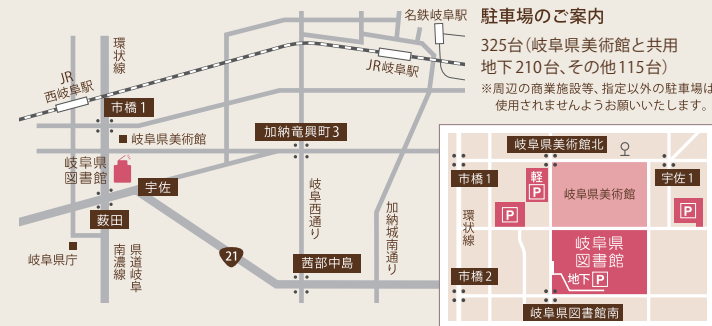 名鉄岐阜駅
環状線
JR
西岐阜駅
JR岐阜駅
市橋1
岐阜県美術館
加納竜興町3
岐阜県
図書館
宇佐
薮田
岐阜西通り
加納城南通り
岐阜県庁
県道岐阜
南濃線
21
茜部中島
駐車場のご案内
325台(岐阜県美術館と共用
地下210台、その他115台)
※周辺の商業施設等、指定以外の駐車場は
使用されませんようお願いいたします。
岐阜県美術館北
市橋1
軽
P
岐阜県美術館
宇佐1
P
P
環状線
岐阜県
図書館
地下P
市橋2
岐阜県図書館南